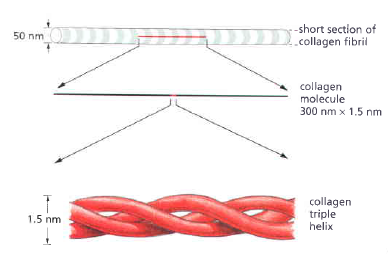 50 nm
short section of
collagen fibril
collagen
molecule
300 nm × 1.5 nm
1.5 nm
collagen
triple
helix